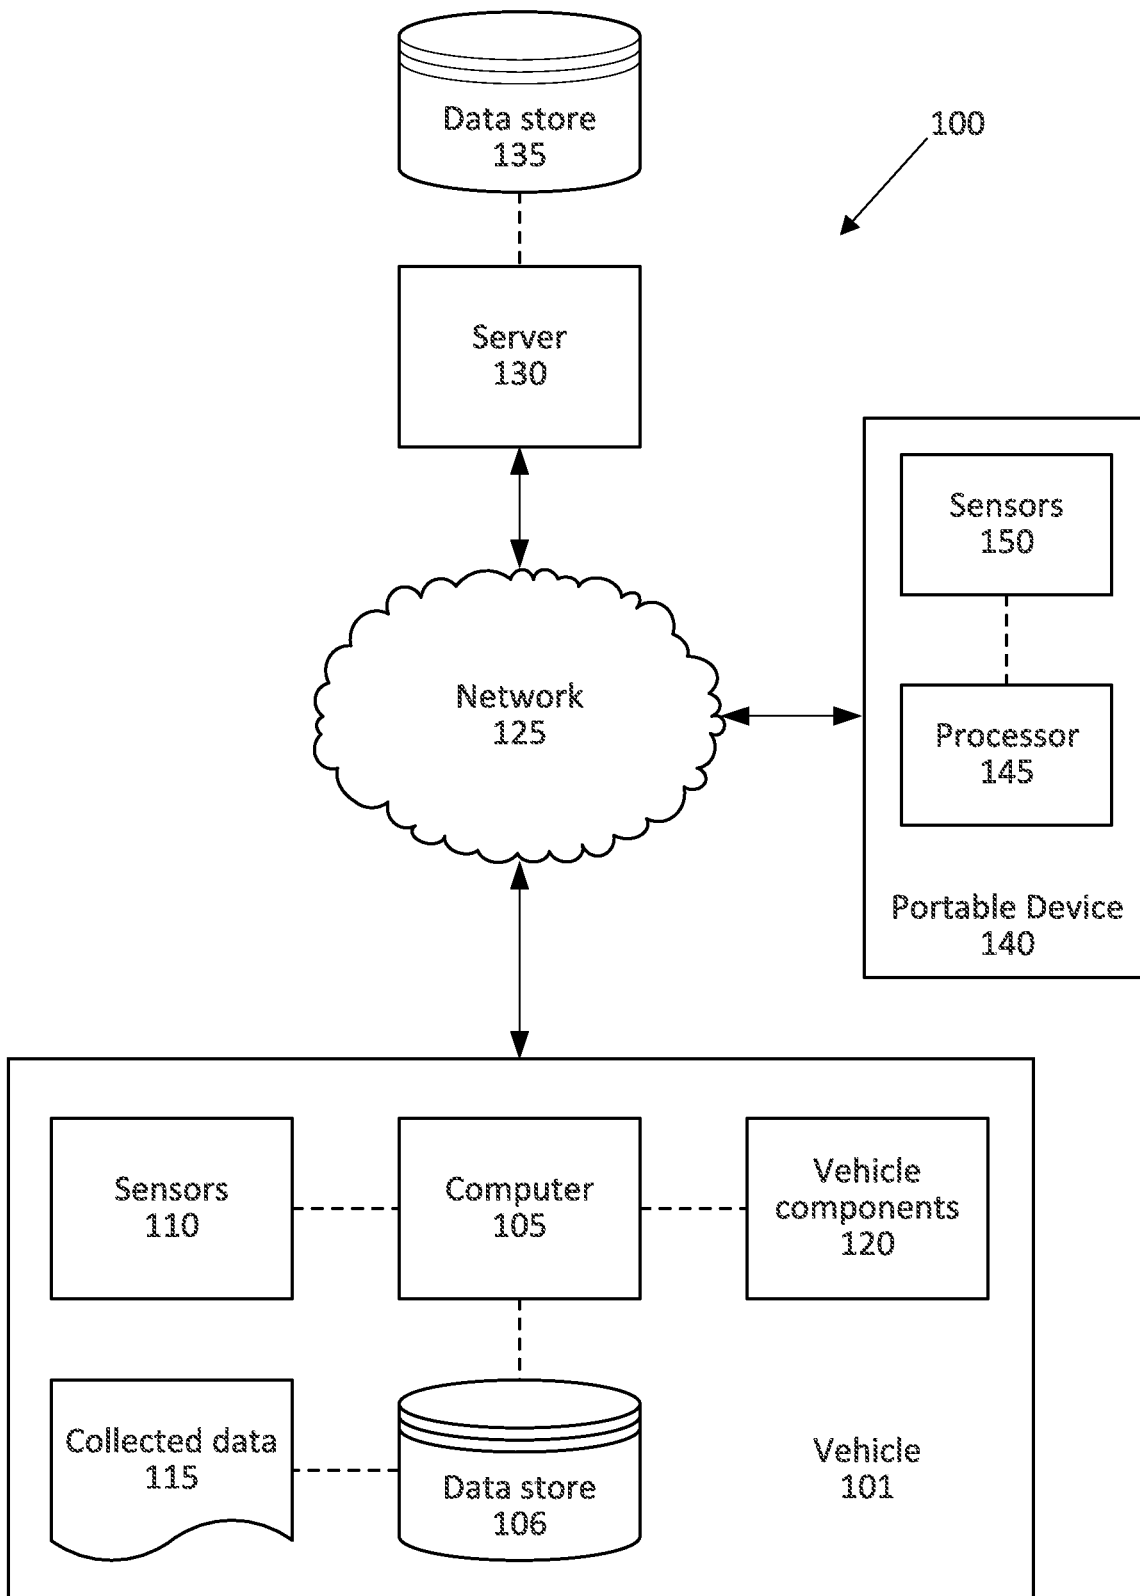 Data store
135
100
Server
130
Sensors
150
Network
125
Processor
145
Portable Device
140
Sensors
110
Computer
105
Vehicle
components
120
Collected data
115
Data store
106
Vehicle
101